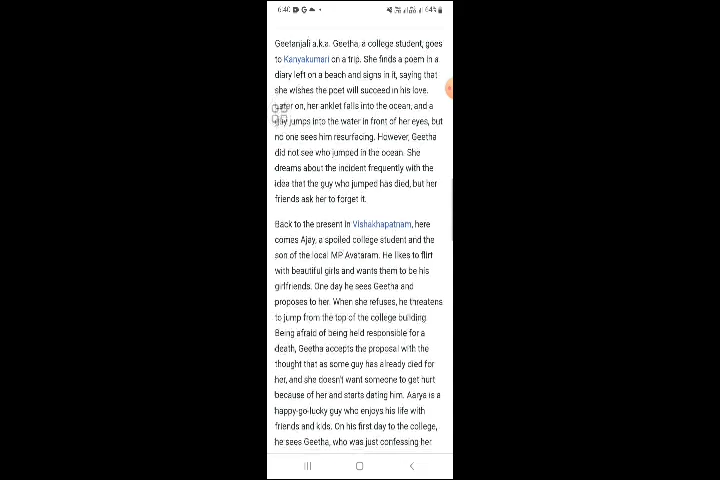 6:40
64%
Geetanjali a.k.a. Geetha, a college student, goes
to Kanyakumari on a trip. She finds a poem in a
diary left on a beach and signs in it, saying that
she wishes the poet will succeed in his love.
Later on, her anklet falls into the ocean, and a
guy jumps into the water in front of her eyes, but
no one sees him resurfacing. However, Geetha
did not see who jumped in the ocean. She
dreams about the incident frequently with the
idea that the guy who jumped has died, but her
friends ask her to forget it.
Back to the present in Vishakhapatnam, here
comes Ajay, a spoiled college student and the
son of the local MP Avataram. He likes to flirt
with beautiful girls and wants them to be his
girlfriends. One day he sees Geetha and
proposes to her. When she refuses, he threatens
to jump from the top of the college building.
Being afraid of being held responsible for a
death, Geetha accepts the proposal with the
thought that as some guy has already died for
her, and she doesn't want someone to get hurt
because of her and starts dating him. Aarya is a
happy-go-lucky guy who enjoys his life with
friends and kids. On his first day to the college,
he sees Geetha, who was just confessing her